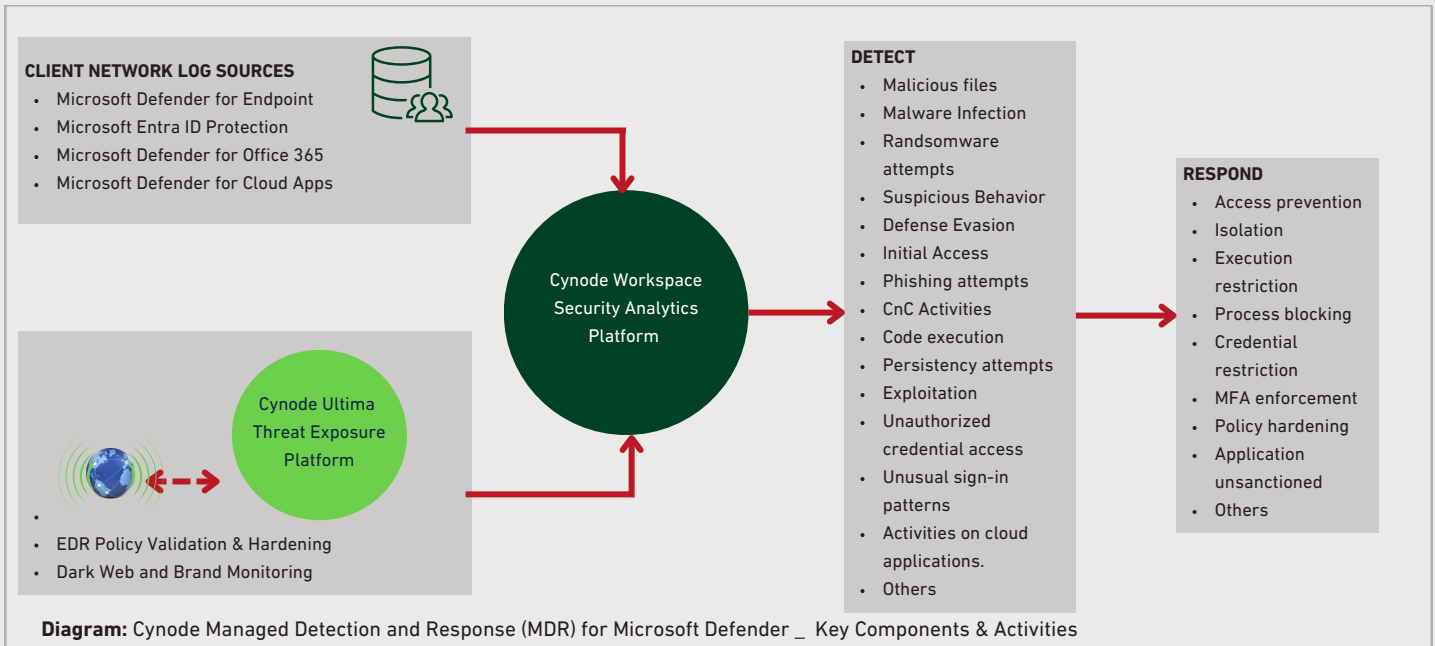 CLIENT NETWORK LOG SOURCES
• Microsoft Defender for Endpoint
• Microsoft Entra ID Protection
• Microsoft Defender for Office 365
• Microsoft Defender for Cloud Apps
Cynode Ultima
Threat Exposure
Platform
•
• EDR Policy Validation & Hardening
• Dark Web and Brand Monitoring
Cynode Workspace
Security Analytics
Platform
DETECT
• Malicious files
• Malware Infection
• Randsomware
attempts
• Suspicious Behavior
• Defense Evasion
• Initial Access
• Phishing attempts
• CnC Activities
• Code execution
• Persistency attempts
• Exploitation
• Unauthorized
credential access
• Unusual sign-in
patterns
• Activities on cloud
applications.
• Others
RESPOND
• Access prevention
• Isolation
• Execution
restriction
• Process blocking
• Credential
restriction
• MFA enforcement
• Policy hardening
• Application
unsanctioned
• Others
Diagram: Cynode Managed Detection and Response (MDR) for Microsoft Defender _ Key Components & Activities